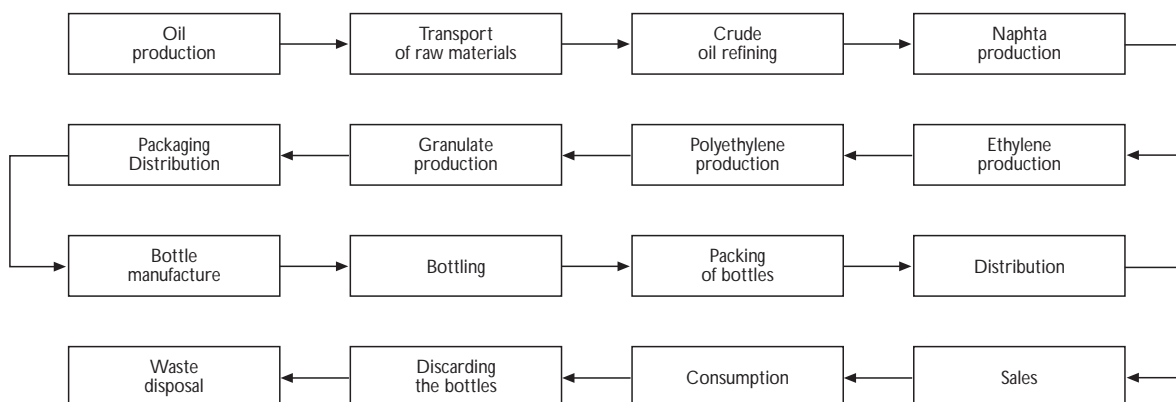 Oil
production
Transport
of raw materials
Crude
oil refining
Naphta
production
Packaging
Distribution
Granulate
production
Polyethylene
production
Ethylene
production
Bottle
manufacture
Bottling
Packing
of bottles
Distribution
Waste
disposal
Discarding
the bottles
Consumption
Sales